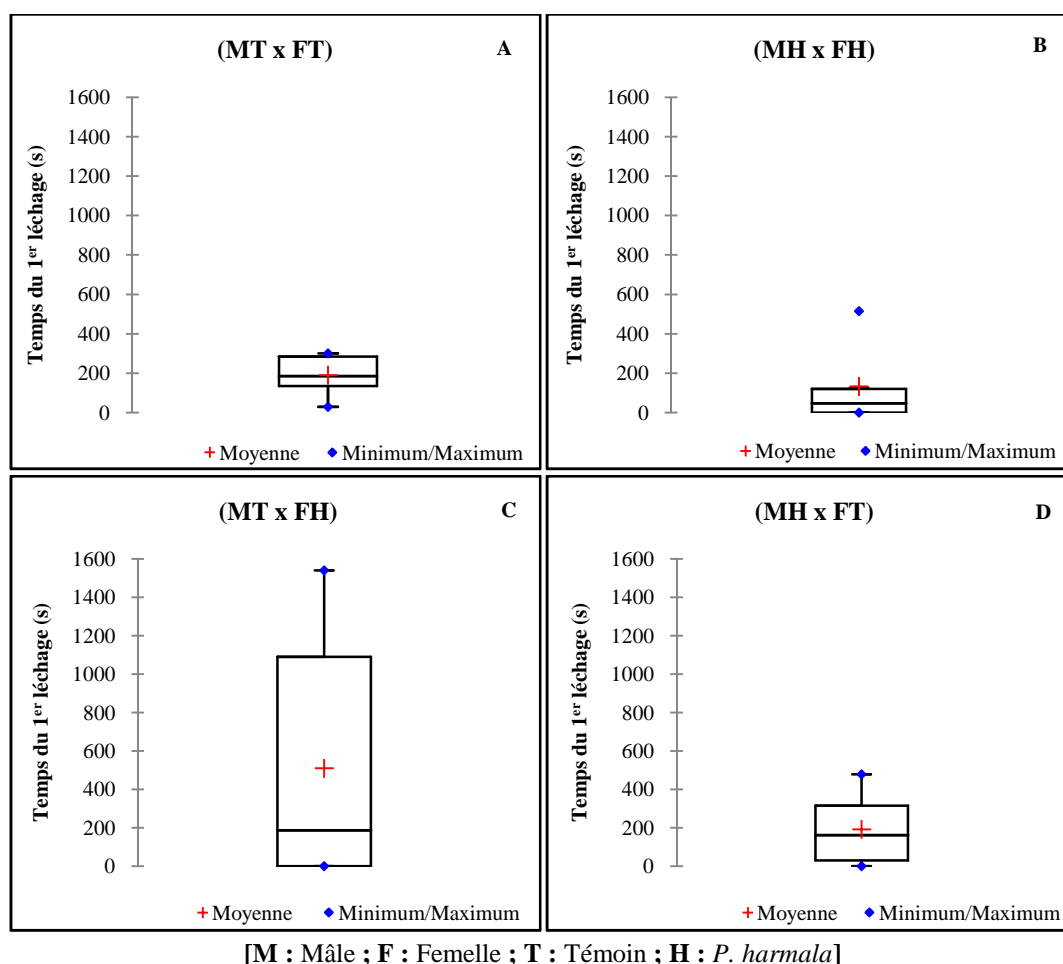 (MT x FT) A
Temps du 1er léchage (s)
1600
1400
1200
1000
800
600
400
200
0
Moyenne Minimum/Maximum
(MH x FH) B
Temps du 1er léchage (s)
1600
1400
1200
1000
800
600
400
200
0
Moyenne Minimum/Maximum
(MT x FH) C
Temps du 1er léchage (s)
1600
1400
1200
1000
800
600
400
200
0
Moyenne Minimum/Maximum
(MH x FT) D
Temps du 1er léchage (s)
1600
1400
1200
1000
800
600
400
200
0
Moyenne Minimum/Maximum
[M : Mâle ; F : Femelle ; T : Témoin ; H : P. harmala]